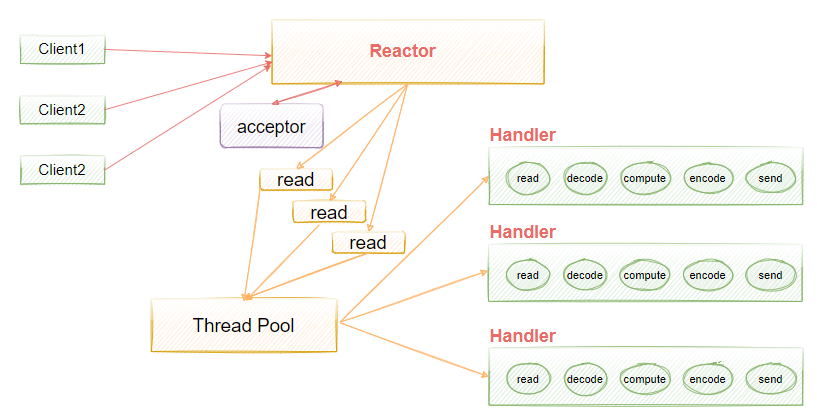 Client1
Reactor
Client2
acceptor
Client2
read
read
read
Thread Pool
Handler
read decode compute encode send
Handler
read decode compute encode send
Handler
read decode compute encode send